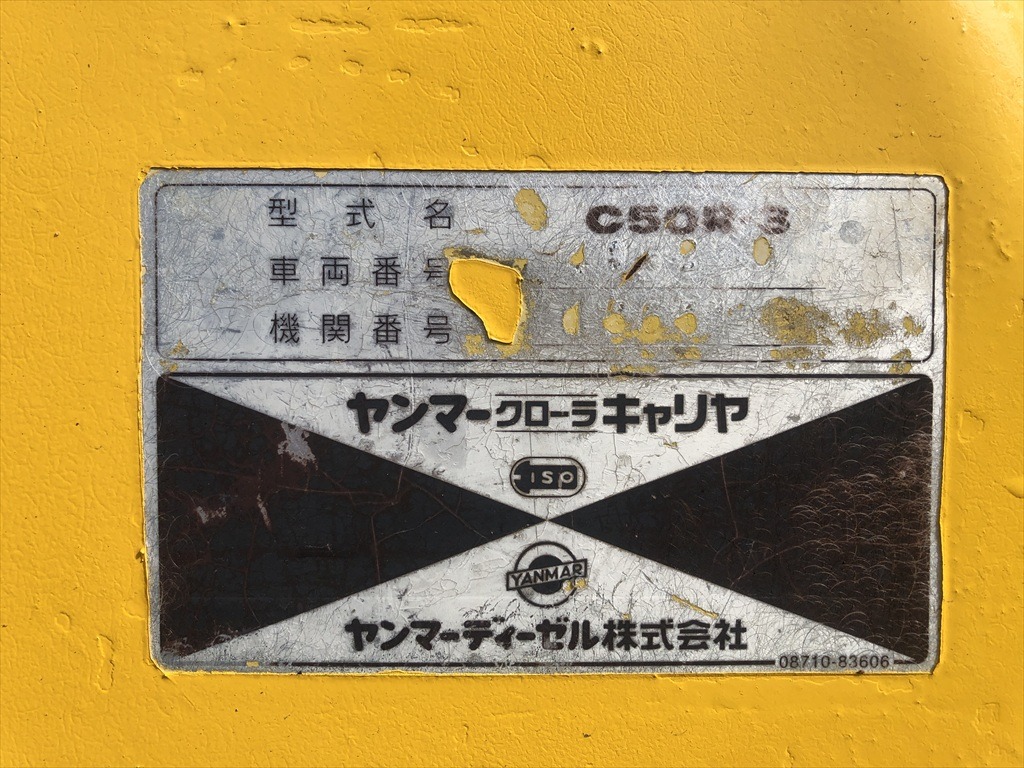 型式名 C50R-3
車両番号
機関番号
ヤンマークローラキャリヤ
isp
YANMAR
ヤンマーディーゼル株式会社
08710-83606